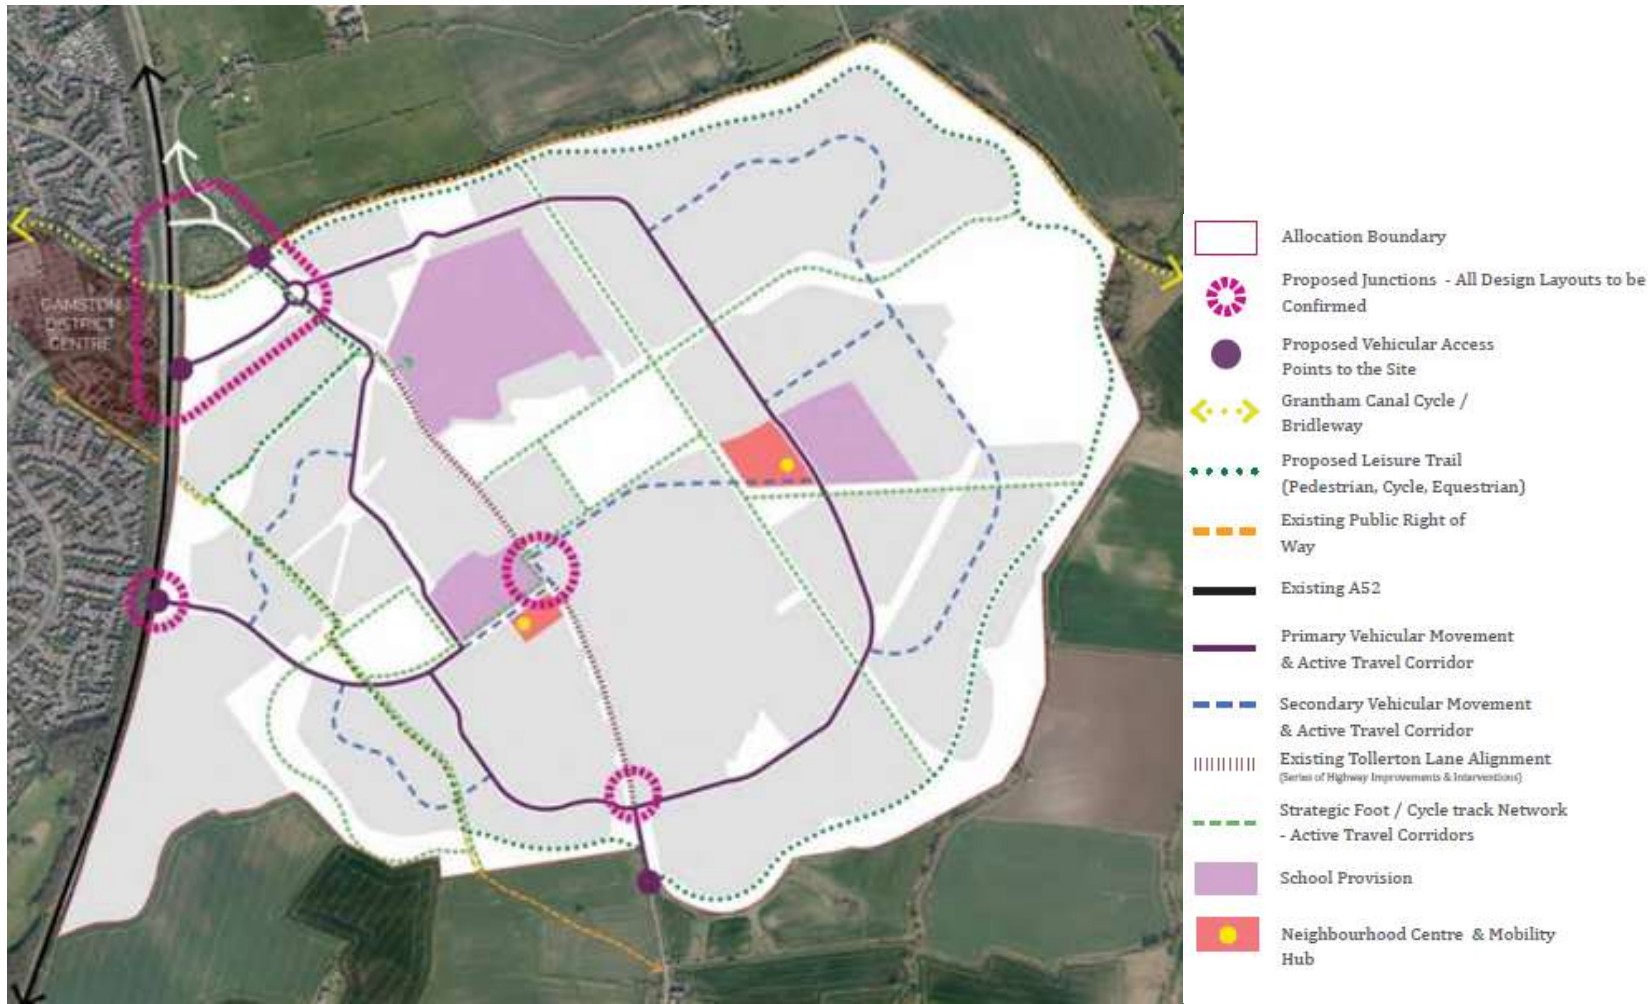 GAMSTON
DISTRICT
CENTRE
Allocation Boundary
Proposed Junctions - All Design Layouts to be
Confirmed
Proposed Vehicular Access
Points to the Site
Grantham Canal Cycle /
Bridleway
Proposed Leisure Trail
(Pedestrian, Cycle, Equestrian)
Existing Public Right of
Way
Existing A52
Primary Vehicular Movement
& Active Travel Corridor
Secondary Vehicular Movement
& Active Travel Corridor
Existing Tollerton Lane Alignment
(Series of Highway Improvements & Interventions)
Strategic Foot / Cycle track Network
- Active Travel Corridors
School Provision
Neighbourhood Centre & Mobility
Hub